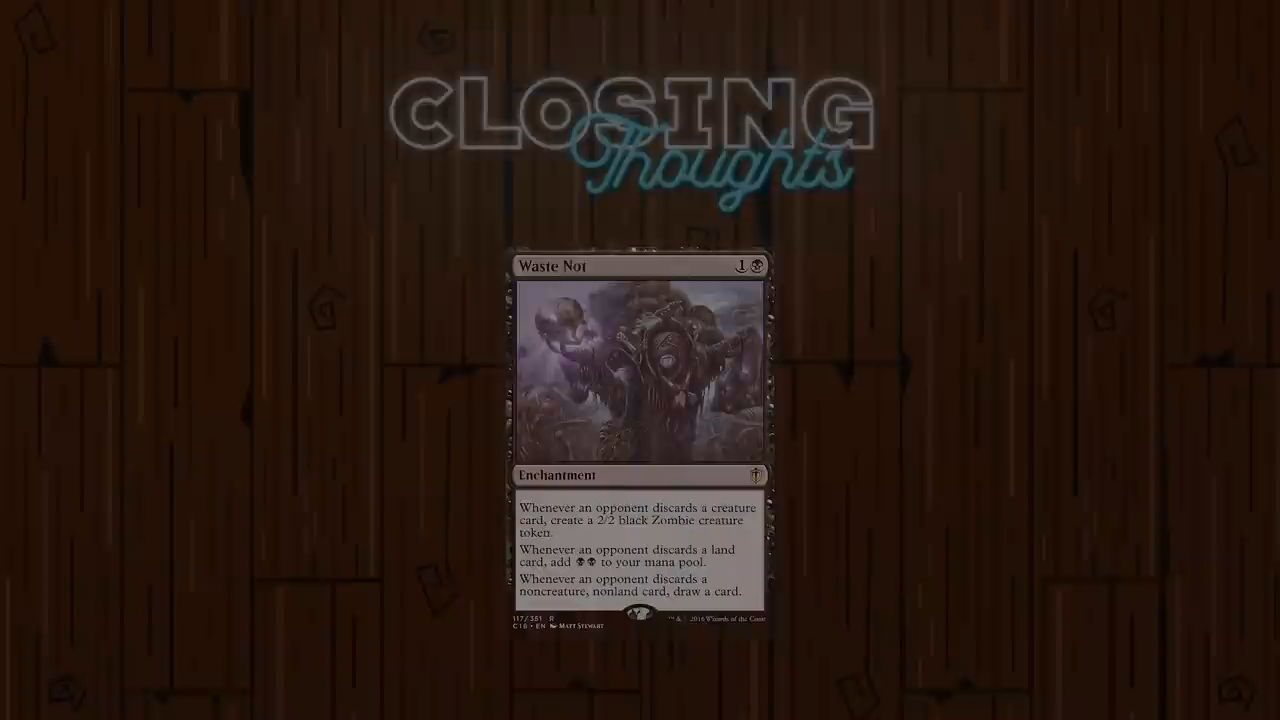 CLOSING
Thoughts
Waste Not 1
Enchantment
Whenever an opponent discards a creature
card, create a 2/2 black Zombie creature
token.
Whenever an opponent discards a land
card, add to your mana pool.
Whenever an opponent discards a
noncreature, nonland card, draw a card.
117/351 R
C16 • EN MATT STEWART
™ & 2016 Wizards of the Coast